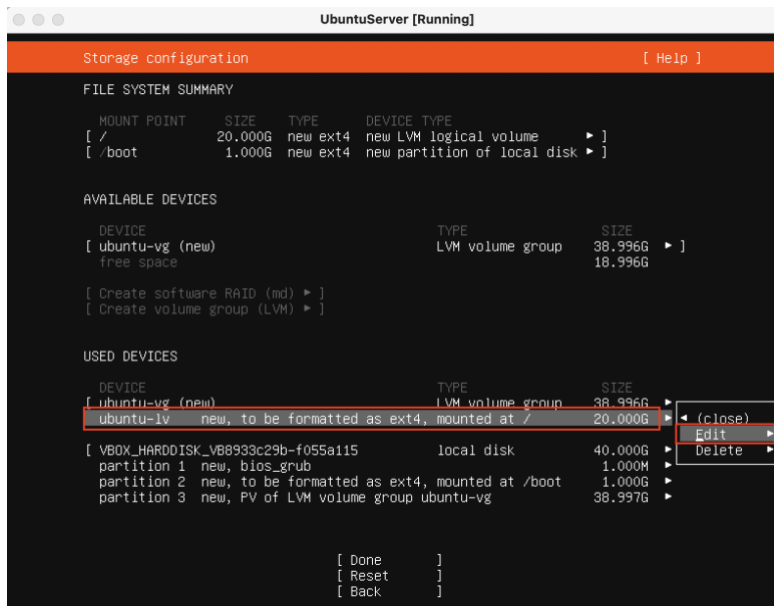 UbuntuServer [Running]
Storage configuration [ Help ]
FILE SYSTEM SUMMARY
MOUNT POINT SIZE TYPE DEVICE TYPE
[ / 20.000G new ext4 new LVM logical volume ▸ ]
[ /boot 1.000G new ext4 new partition of local disk ▸ ]
AVAILABLE DEVICES
DEVICE TYPE SIZE
[ ubuntu-vg (new) LVM volume group 38.996G ▸ ]
free space 18.996G
[ Create software RAID (md) ▸ ]
[ Create volume group (LVM) ▸ ]
USED DEVICES
DEVICE TYPE SIZE
[ ubuntu-vg (new) LVM volume group 38.996G ▸
ubuntu-lv new, to be formatted as ext4, mounted at / 20.000G ▸ ◂ (close)
Edit ▸
[ VBOX_HARDDISK_VB8933c29b-f055a115 local disk 40.000G ▸ Delete ▸
partition 1 new, bios_grub 1.000M ▸
partition 2 new, to be formatted as ext4, mounted at /boot 1.000G ▸
partition 3 new, PV of LVM volume group ubuntu-vg 38.997G ▸
[ Done ]
[ Reset ]
[ Back ]